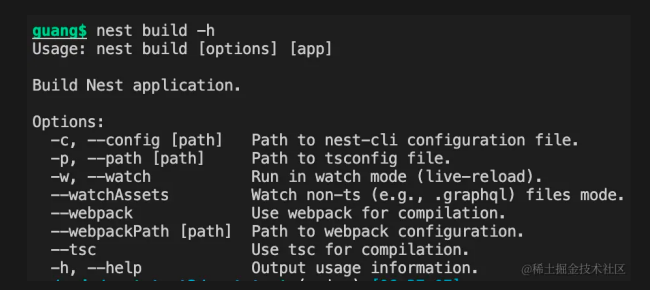 guang$ nest build -h
Usage: nest build [options] [app]
Build Nest application.
Options:
-c, --config [path] Path to nest-cli configuration file.
-p, --path [path] Path to tsconfig file.
-w, --watch Run in watch mode (live-reload).
--watchAssets Watch non-ts (e.g., .graphql) files mode.
--webpack Use webpack for compilation.
--webpackPath [path] Path to webpack configuration.
--tsc Use tsc for compilation.
-h, --help Output usage information.
@稀土掘金技术社区